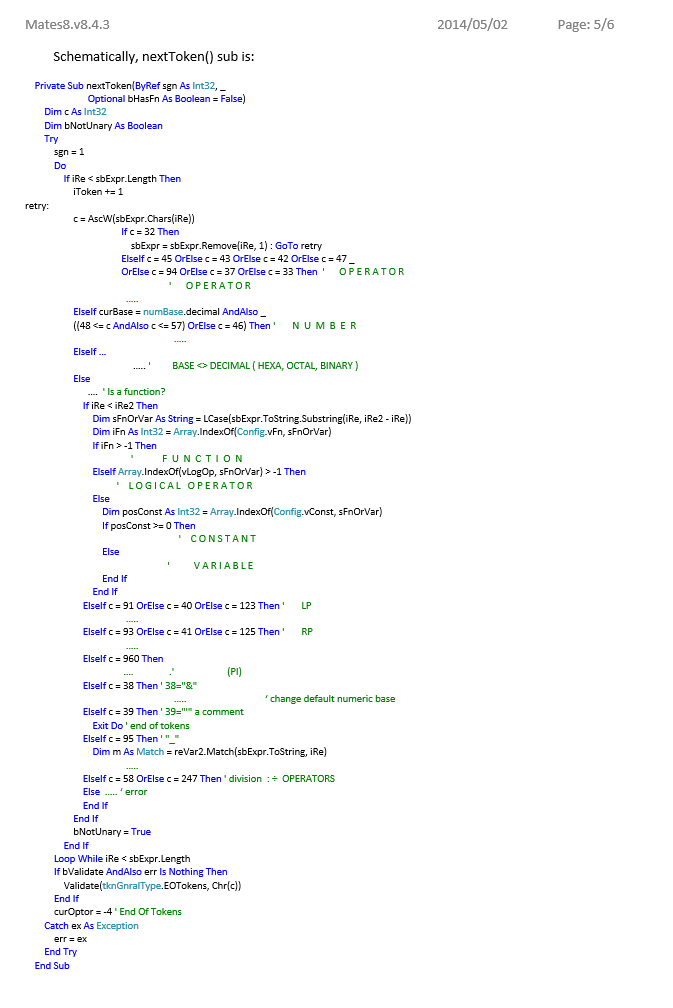 Mates8.v8.4.3 2014/05/02 Page: 5/6
Schematically, nextToken() sub is:
Private Sub nextToken(ByRef sgn As Int32, _
Optional bHasFn As Boolean = False)
Dim c As Int32
Dim bNotUnary As Boolean
Try
sgn = 1
Do
If iRe < sbExpr.Length Then
iToken += 1
retry:
c = AscW(sbExpr.Chars(iRe))
If c = 32 Then
sbExpr = sbExpr.Remove(iRe, 1) : GoTo retry
ElseIf c = 45 OrElse c = 43 OrElse c = 42 OrElse c = 47 _
OrElse c = 94 OrElse c = 37 OrElse c = 33 Then ' O P E R A T O R
' O P E R A T O R
.....
ElseIf curBase = numBase.decimal AndAlso _
((48 <= c AndAlso c <= 57) OrElse c = 46) Then ' N U M B E R
.....
ElseIf ...
..... ' BASE <> DECIMAL ( HEXA, OCTAL, BINARY )
Else
.... ' Is a function?
If iRe < iRe2 Then
Dim sFnOrVar As String = LCase(sbExpr.ToString.Substring(iRe, iRe2 - iRe))
Dim iFn As Int32 = Array.IndexOf(Config.vFn, sFnOrVar)
If iFn > -1 Then
' F U N C T I O N
ElseIf Array.IndexOf(vLogOp, sFnOrVar) > -1 Then
' L O G I C A L O P E R A T O R
Else
Dim posConst As Int32 = Array.IndexOf(Config.vConst, sFnOrVar)
If posConst >= 0 Then
' C O N S T A N T
Else
' V A R I A B L E
End If
End If
ElseIf c = 91 OrElse c = 40 OrElse c = 123 Then ' LP
.....
ElseIf c = 93 OrElse c = 41 OrElse c = 125 Then ' RP
.....
ElseIf c = 960 Then
.... .' (PI)
ElseIf c = 38 Then ' 38="&"
..... ‘ change default numeric base
ElseIf c = 39 Then ' 39="'" a comment
Exit Do ' end of tokens
ElseIf c = 95 Then ' "_"
Dim m As Match = reVar2.Match(sbExpr.ToString, iRe)
.....
ElseIf c = 58 OrElse c = 247 Then ' division : ÷ OPERATORS
Else ..... ‘ error
End If
End If
bNotUnary = True
End If
Loop While iRe < sbExpr.Length
If bValidate AndAlso err Is Nothing Then
Validate(tknGnralType.EOTokens, Chr(c))
End If
curOptor = -4 ' End Of Tokens
Catch ex As Exception
err = ex
End Try
End Sub